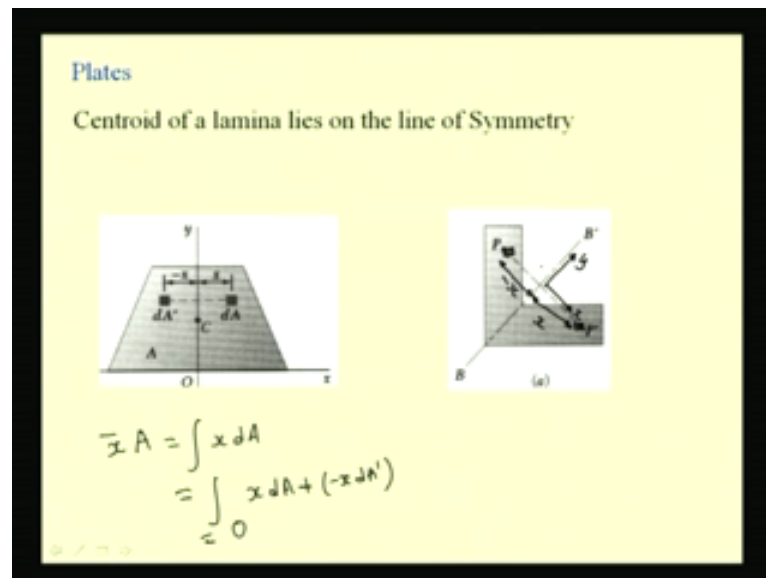 Plates
Centroid of a lamina lies on the line of Symmetry
y
-x x
dA' dA
C
A
O x
P B'
y
-x
x x
P'
B
(a)
x̄ A = ∫ x dA
= ∫ x dA + (-x dA')
= 0